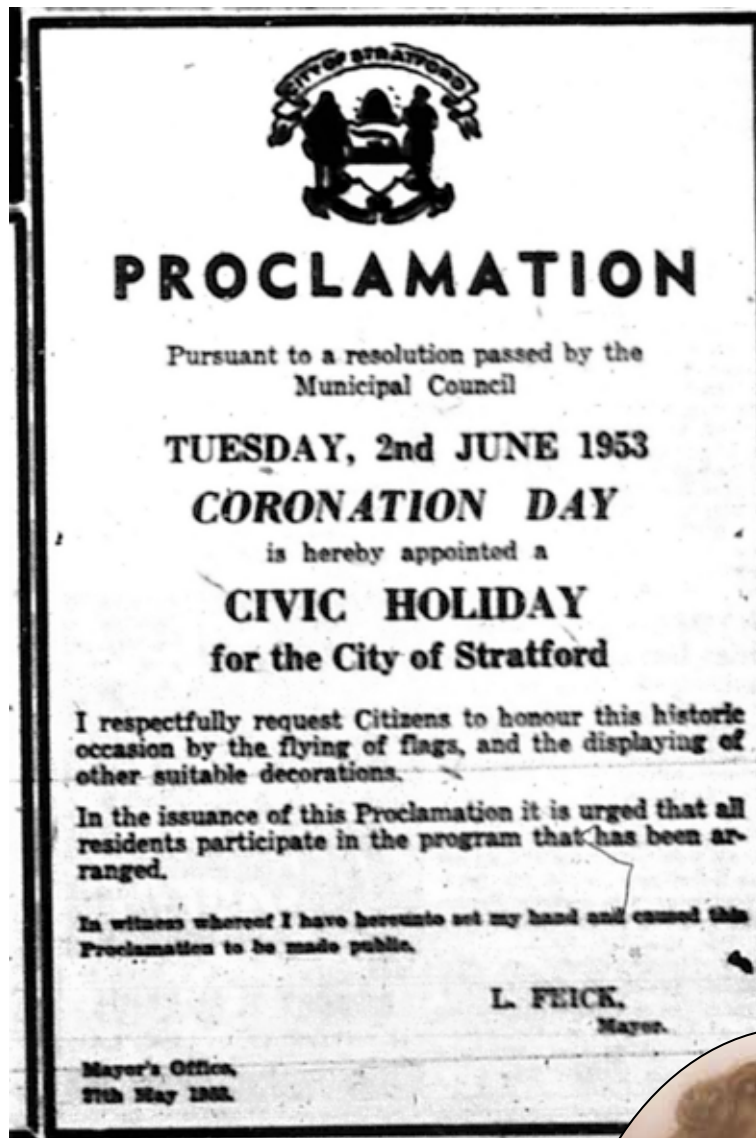 CITY OF STRATFORD
PROCLAMATION
Pursuant to a resolution passed by the
Municipal Council
TUESDAY, 2nd JUNE 1953
CORONATION DAY
is hereby appointed a
CIVIC HOLIDAY
for the City of Stratford
I respectfully request Citizens to honour this historic
occasion by the flying of flags, and the displaying of
other suitable decorations.
In the issuance of this Proclamation it is urged that all
residents participate in the program that has been ar-
ranged.
In witness whereof I have hereunto set my hand and caused this
Proclamation to be made public.
L. FEICK,
Mayor.
Mayor's Office,
27th May